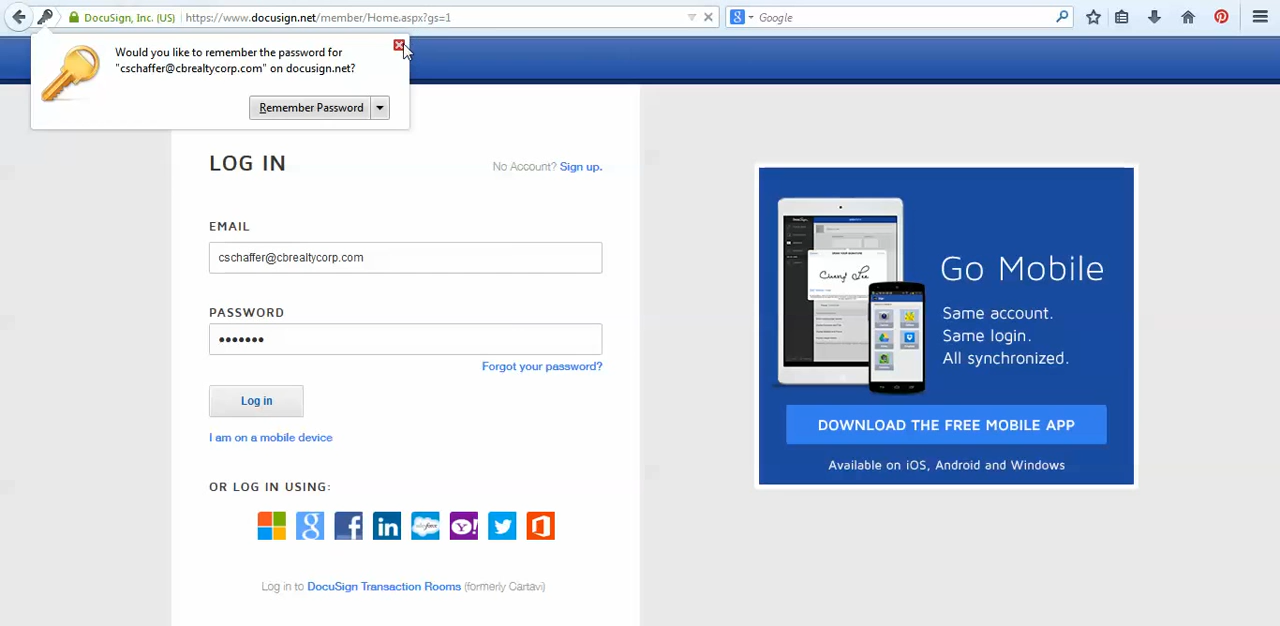 DocuSign, Inc. (US)
https://www.docusign.net/member/Home.aspx?gs=1
Google
Would you like to remember the password for
"cschaffer@cbrealtycorp.com" on docusign.net?
Remember Password
LOG IN
No Account? Sign up.
EMAIL
cschaffer@cbrealtycorp.com
PASSWORD
•••••••
Forgot your password?
Log in
I am on a mobile device
OR LOG IN USING:
Log in to DocuSign Transaction Rooms (formerly Cartavi)
Go Mobile
Same account.
Same login.
All synchronized.
DOWNLOAD THE FREE MOBILE APP
Available on iOS, Android and Windows